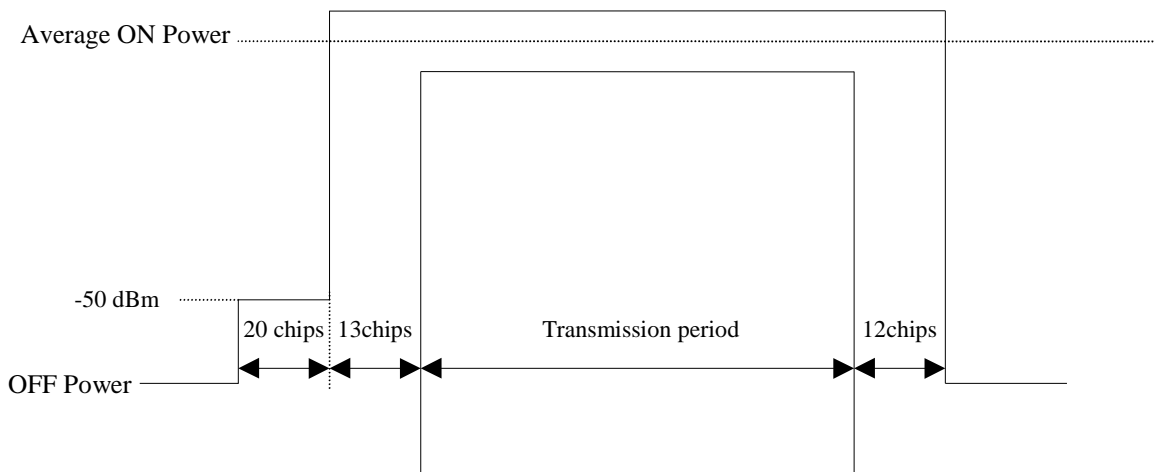 Average ON Power
-50 dBm
20 chips
13chips
Transmission period
12chips
OFF Power